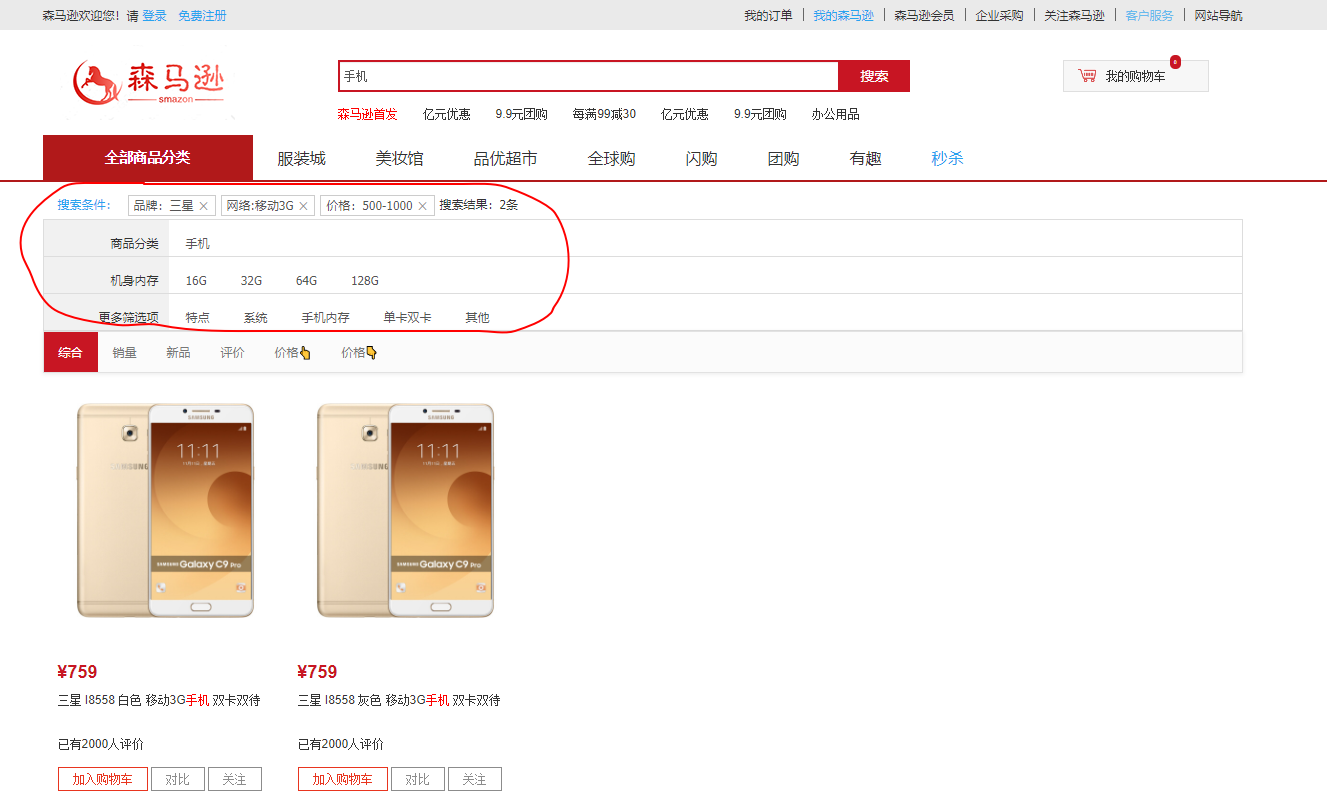 森马逊欢迎您！请 登录 免费注册 我的订单 我的森马逊 森马逊会员 企业采购 关注森马逊 客户服务 网站导航
森马逊
smazon
手机 搜索
我的购物车 0
森马逊首发 亿元优惠 9.9元团购 每满99减30 亿元优惠 9.9元团购 办公用品
全部商品分类 服装城 美妆馆 品优超市 全球购 闪购 团购 有趣 秒杀
搜索条件： 品牌：三星 × 网络:移动3G × 价格：500-1000 × 搜索结果：2条
商品分类 手机
机身内存 16G 32G 64G 128G
更多筛选项 特点 系统 手机内存 单卡双卡 其他
综合 销量 新品 评价 价格👆 价格👇
SAMSUNG SAMSUNG
11:11 11:11
SAMSUNG SAMSUNG
SAMSUNG Galaxy C9 Pro SAMSUNG Galaxy C9 Pro
¥759 ¥759
三星 I8558 白色 移动3G手机 双卡双待 三星 I8558 灰色 移动3G手机 双卡双待
已有2000人评价 已有2000人评价
加入购物车 对比 关注 加入购物车 对比 关注